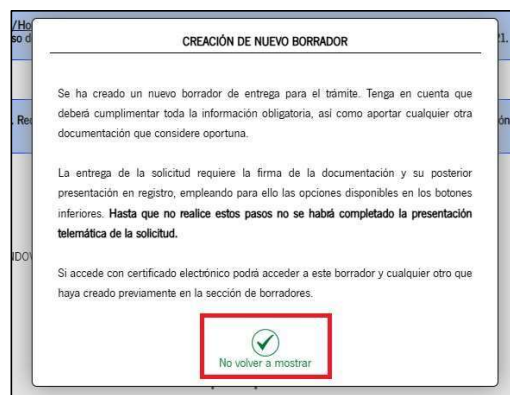 /Ho
so d
1.
CREACIÓN DE NUEVO BORRADOR
Se ha creado un nuevo borrador de entrega para el trámite. Tenga en cuenta que
deberá cumplimentar toda la información obligatoria, así como aportar cualquier otra
documentación que considere oportuna.
. Rec
ón
La entrega de la solicitud requiere la firma de la documentación y su posterior
presentación en registro, empleando para ello las opciones disponibles en los botones
inferiores. Hasta que no realice estos pasos no se habrá completado la presentación
telemática de la solicitud.
Si accede con certificado electrónico podrá acceder a este borrador y cualquier otro que
haya creado previamente en la sección de borradores.
No volver a mostrar